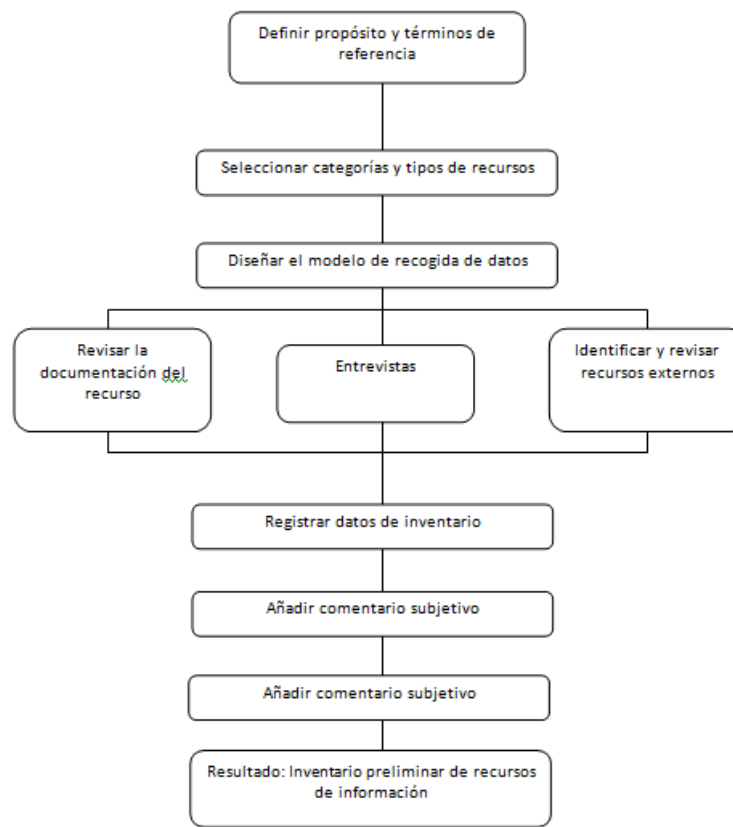 Definir propósito y términos de
referencia
Seleccionar categorías y tipos de recursos
Diseñar el modelo de recogida de datos
Revisar la
documentación del
recurso
Entrevistas
Identificar y revisar
recursos externos
Registrar datos de inventario
Añadir comentario subjetivo
Añadir comentario subjetivo
Resultado: Inventario preliminar de recursos
de información